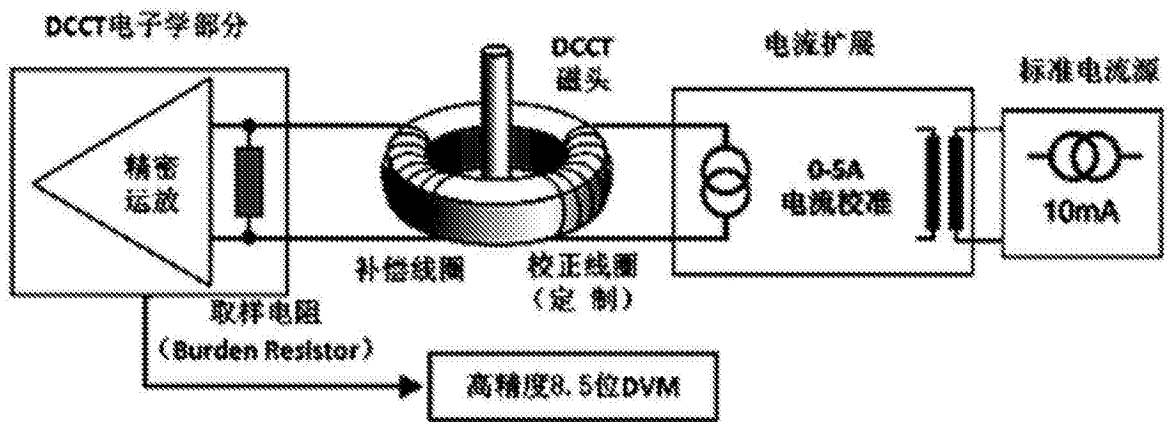 DCCT电子学部分
DCCT
磁头
电流扩展
标准电流源
精密
运放
0-5A
电流校准
10mA
补偿线圈
校正线圈
（定 制）
取样电阻
（Burden Resistor）
高精度8.5位DVM